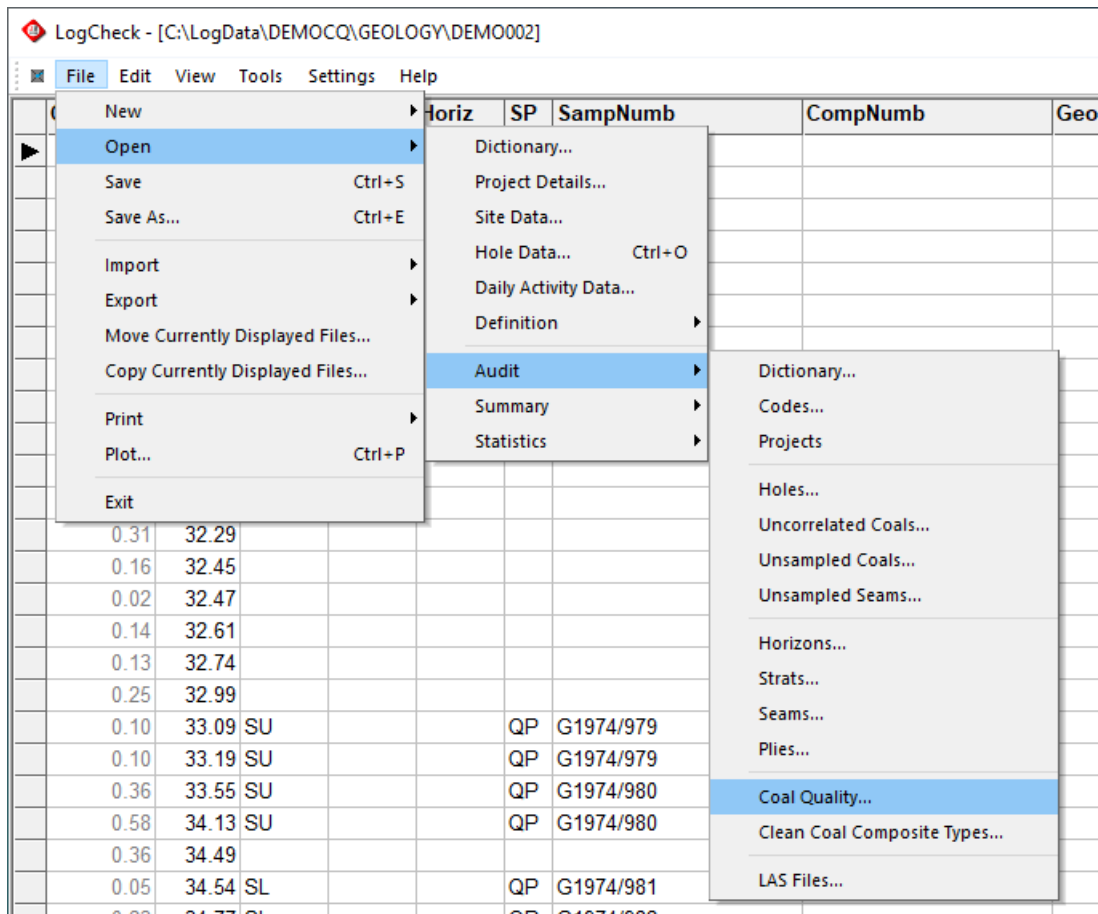 LogCheck - [C:\LogData\DEMOCQ\GEOLOGY\DEMO002]
File Edit View Tools Settings Help
Horiz SP SampNumb CompNumb Geo
New
Open
Save Ctrl+S
Save As... Ctrl+E
Import
Export
Move Currently Displayed Files...
Copy Currently Displayed Files...
Print
Plot... Ctrl+P
Exit
Dictionary...
Project Details...
Site Data...
Hole Data... Ctrl+O
Daily Activity Data...
Definition
Audit
Summary
Statistics
Dictionary...
Codes...
Projects
Holes...
Uncorrelated Coals...
Unsampled Coals...
Unsampled Seams...
Horizons...
Strats...
Seams...
Plies...
Coal Quality...
Clean Coal Composite Types...
LAS Files...
0.31 32.29
0.16 32.45
0.02 32.47
0.14 32.61
0.13 32.74
0.25 32.99
0.10 33.09 SU QP G1974/979
0.10 33.19 SU QP G1974/979
0.36 33.55 SU QP G1974/980
0.58 34.13 SU QP G1974/980
0.36 34.49
0.05 34.54 SL QP G1974/981